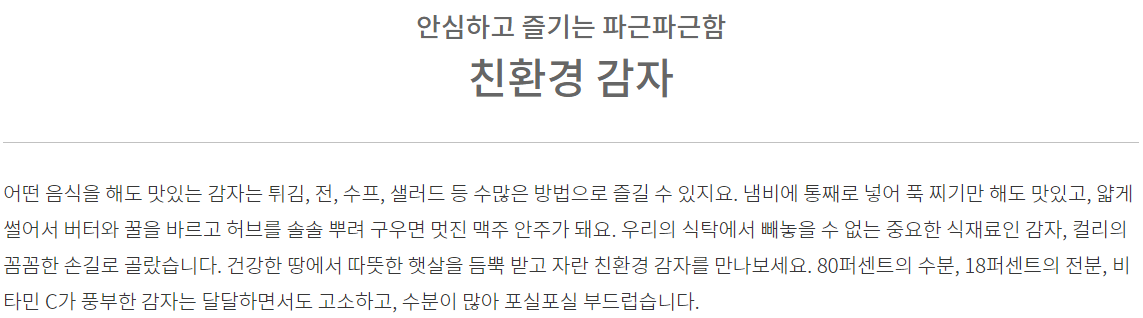 안심하고 즐기는 파근파근함
친환경 감자
어떤 음식을 해도 맛있는 감자는 튀김, 전, 수프, 샐러드 등 수많은 방법으로 즐길 수 있지요. 냄비에 통째로 넣어 푹 찌기만 해도 맛있고, 얇게
썰어서 버터와 꿀을 바르고 허브를 솔솔 뿌려 구우면 멋진 맥주 안주가 돼요. 우리의 식탁에서 빼놓을 수 없는 중요한 식재료인 감자, 컬리의
꼼꼼한 손길로 골랐습니다. 건강한 땅에서 따뜻한 햇살을 듬뿍 받고 자란 친환경 감자를 만나보세요. 80퍼센트의 수분, 18퍼센트의 전분, 비
타민 C가 풍부한 감자는 달달하면서도 고소하고, 수분이 많아 포실포실 부드럽습니다.